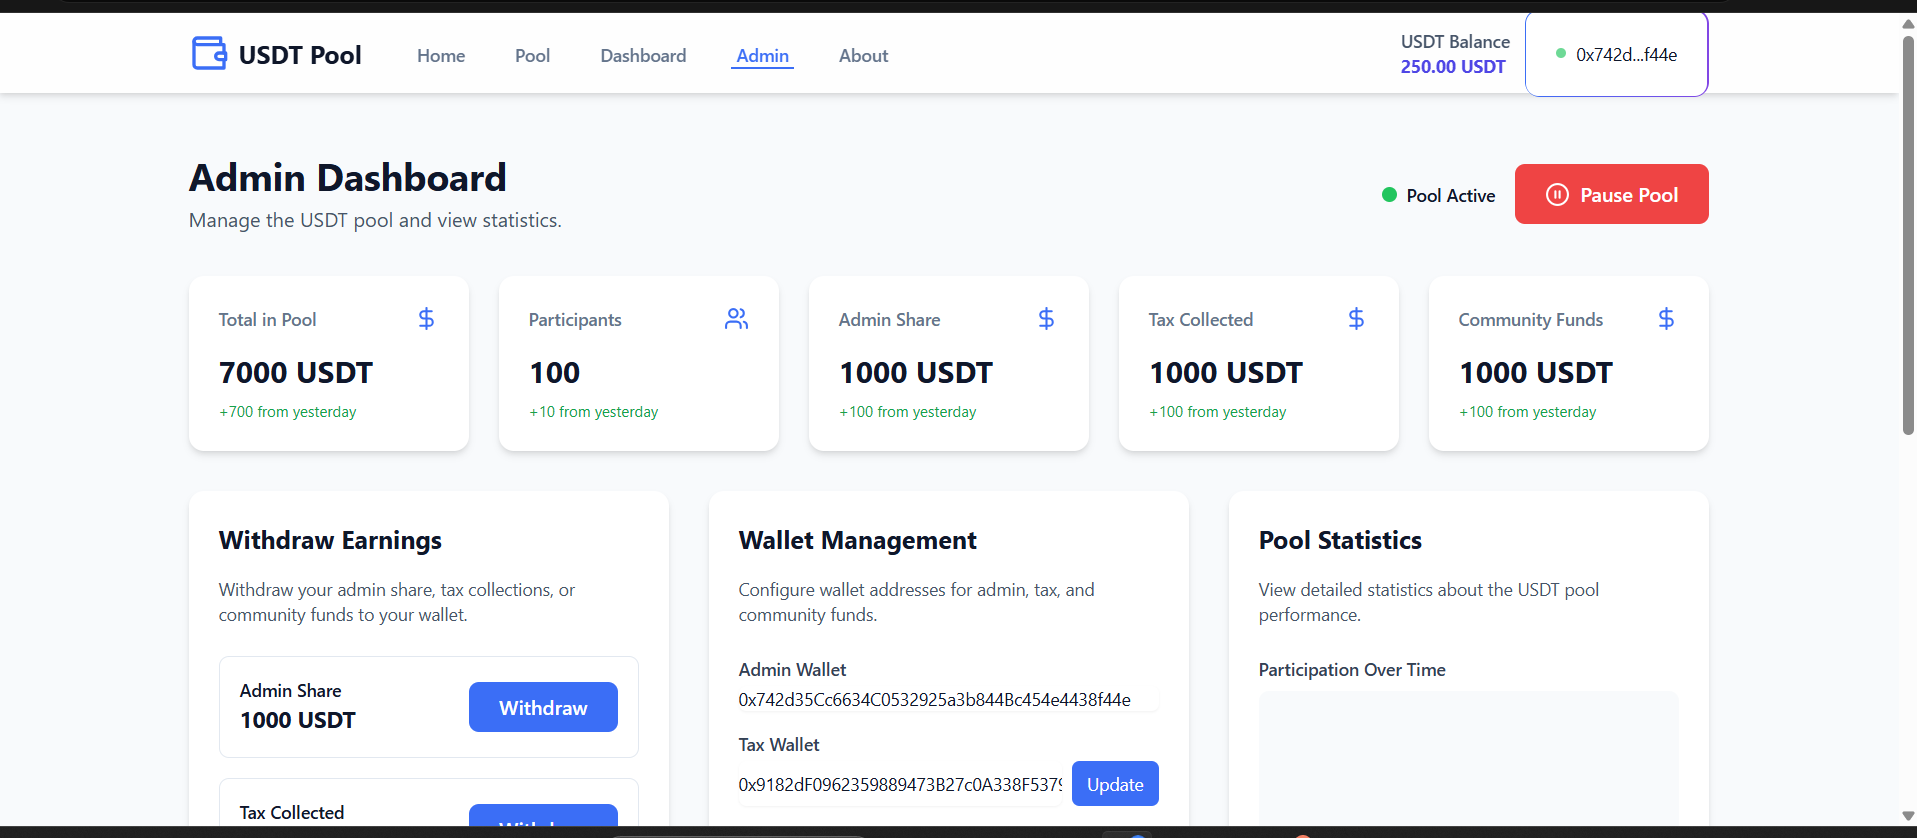 USDT Pool
Home
Pool
Dashboard
Admin
About
USDT Balance
250.00 USDT
0x742d...f44e
Admin Dashboard
Manage the USDT pool and view statistics.
Pool Active
Pause Pool
Total in Pool
7000 USDT
+700 from yesterday
Participants
100
+10 from yesterday
Admin Share
1000 USDT
+100 from yesterday
Tax Collected
1000 USDT
+100 from yesterday
Community Funds
1000 USDT
+100 from yesterday
Withdraw Earnings
Withdraw your admin share, tax collections, or
community funds to your wallet.
Admin Share
1000 USDT
Withdraw
Tax Collected
Wallet Management
Configure wallet addresses for admin, tax, and
community funds.
Admin Wallet
0x742d35Cc6634C0532925a3b844Bc454e4438f44e
Tax Wallet
0x9182dF0962359889473B27c0A338F5379
Update
Pool Statistics
View detailed statistics about the USDT pool
performance.
Participation Over Time